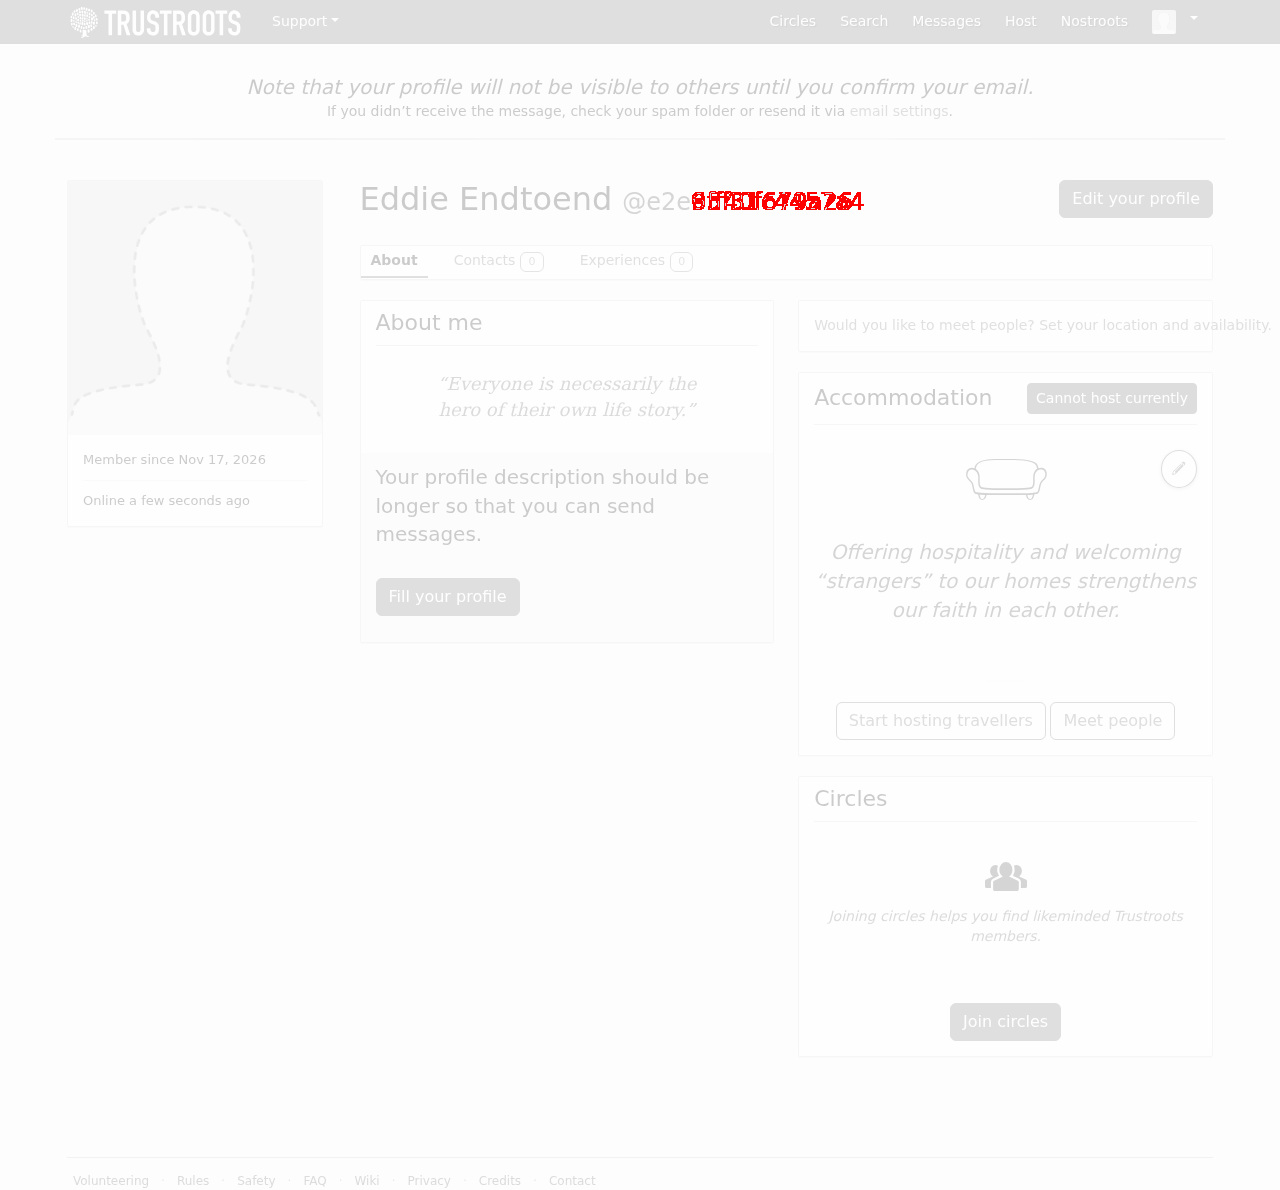 TRUSTROOTS
Support Circles Search Messages Host Nostroots
Note that your profile will not be visible to others until you confirm your email.
If you didn’t receive the message, check your spam folder or resend it via email settings.
Eddie Endtoend
Edit your profile
About Contacts 0 Experiences 0
About me
“Everyone is necessarily the
hero of their own life story.”
Your profile description should be
longer so that you can send
messages.
Fill your profile
Member since Nov 17, 2026
Online a few seconds ago
Would you like to meet people? Set your location and availability.
Accommodation Cannot host currently
Offering hospitality and welcoming
“strangers” to our homes strengthens
our faith in each other.
Start hosting travellers Meet people
Circles
Joining circles helps you find likeminded Trustroots
members.
Join circles
Volunteering · Rules · Safety · FAQ · Wiki · Privacy · Credits · Contact